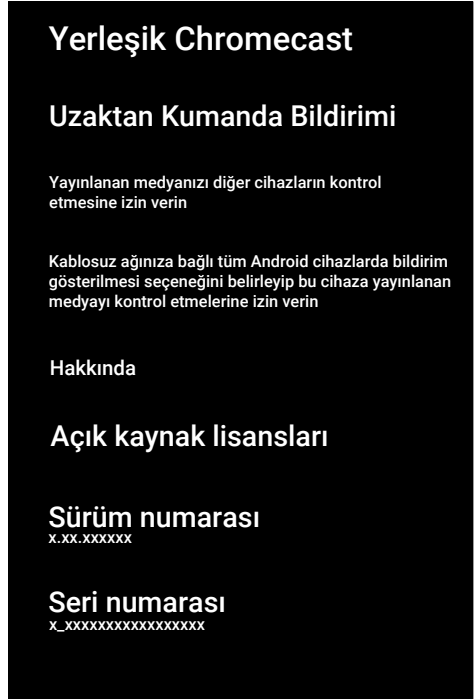 Yerleşik Chromecast
Uzaktan Kumanda Bildirimi
Yayınlanan medyanızı diğer cihazların kontrol
etmesine izin verin
Kablosuz ağınıza bağlı tüm Android cihazlarda bildirim
gösterilmesi seçeneğini belirleyip bu cihaza yayınlanan
medyayı kontrol etmelerine izin verin
Hakkında
Açık kaynak lisansları
Sürüm numarası
x.xx.xxxxxx
Seri numarası
x_xxxxxxxxxxxxxxxxx